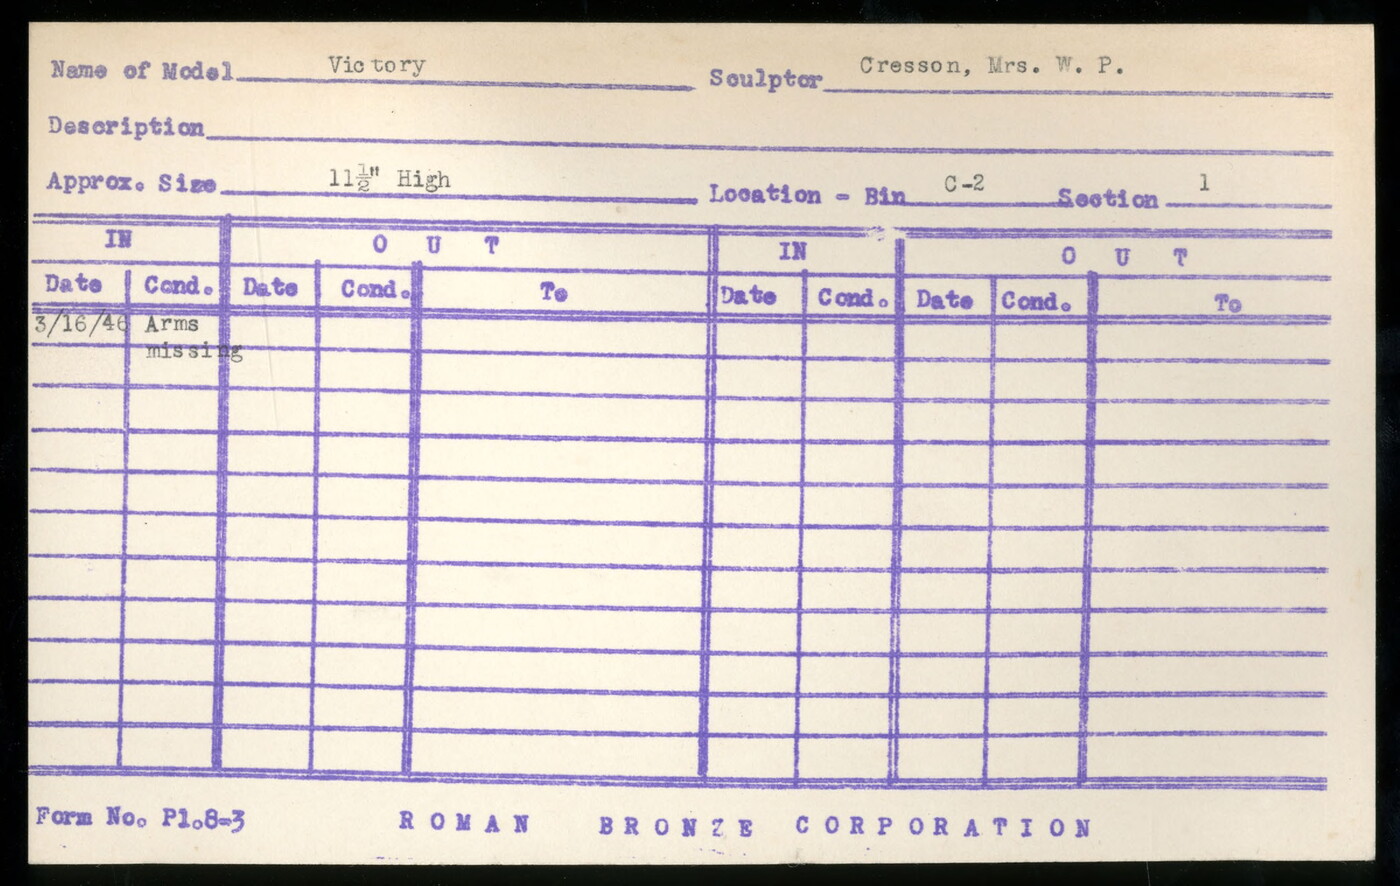 Name of Model Victory Sculptor Cresson, Mrs. W. P.
Description
Approx. Size 11½" High Location - Bin C-2 Section 1
IN O U T IN O U T
Date Cond. Date Cond. To Date Cond. Date Cond. To
3/16/46 Arms
missing
Form No. Pl.8-3 ROMAN BRONZE CORPORATION